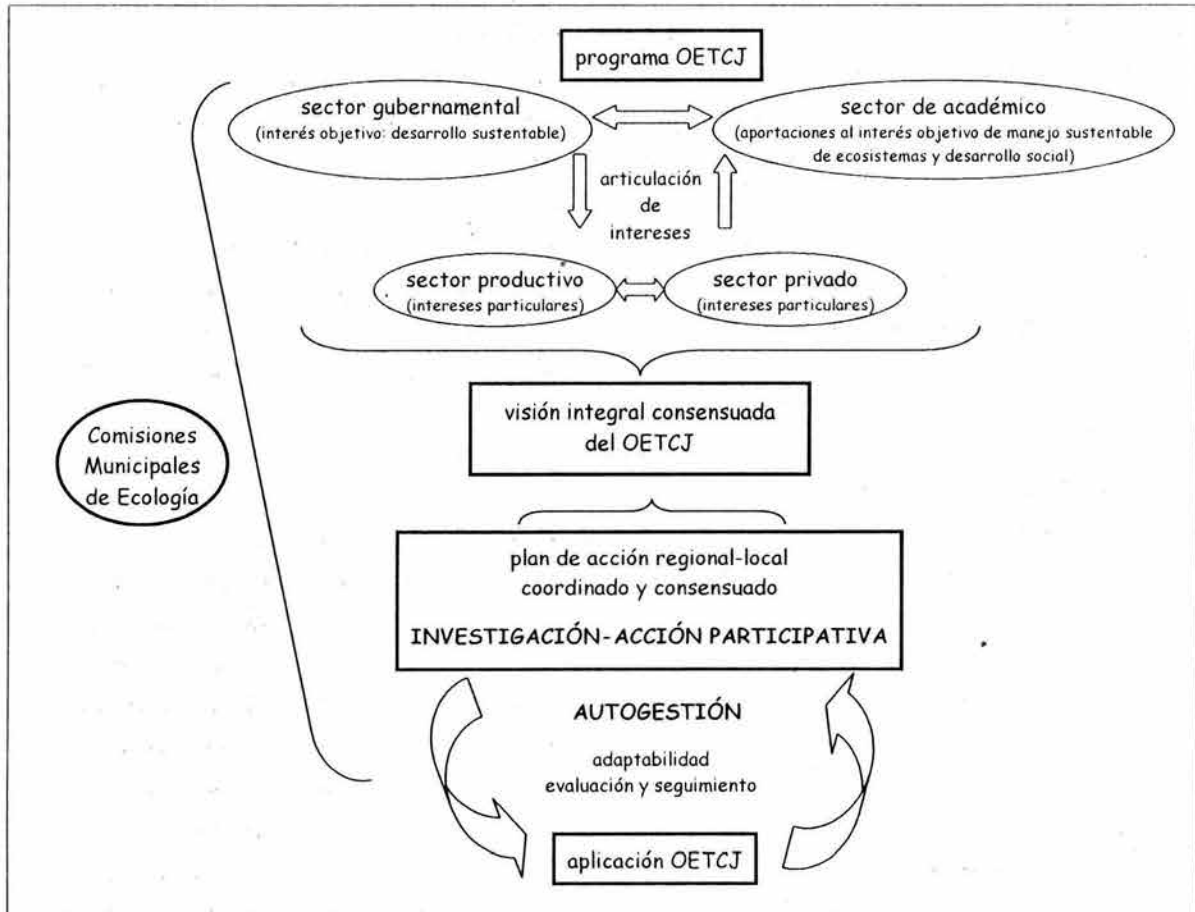 programa OETCJ
sector gubernamental
(interés objetivo: desarrollo sustentable)
sector de académico
(aportaciones al interés objetivo de manejo sustentable
de ecosistemas y desarrollo social)
articulación
de
intereses
sector productivo
(intereses particulares)
sector privado
(intereses particulares)
visión integral consensuada
del OETCJ
Comisiones
Municipales
de Ecología
plan de acción regional-local
coordinado y consensuado
INVESTIGACIÓN-ACCIÓN PARTICIPATIVA
AUTOGESTIÓN
adaptabilidad
evaluación y seguimiento
aplicación OETCJ